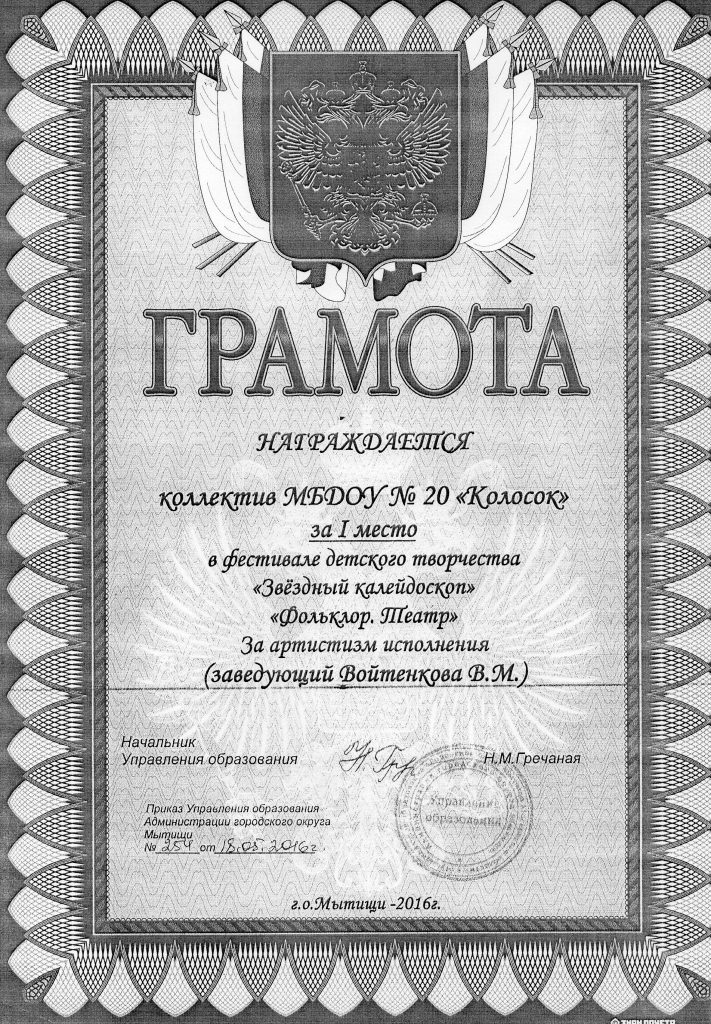 ГРАМОТА
НАГРАЖДАЕТСЯ
коллектив МБДОУ № 20 «Колосок»
за I место
в фестивале детского творчества
«Звёздный калейдоскоп»
«Фольклор. Театр»
За артистизм исполнения
(заведующий Войтенкова В.М.)
Начальник
Управления образования
Н.М.Гречаная
Приказ Управления образования
Администрации городского округа
Мытищи
№ 254 от 18.05.2016г.
Управление
образования
г.о.Мытищи -2016г.